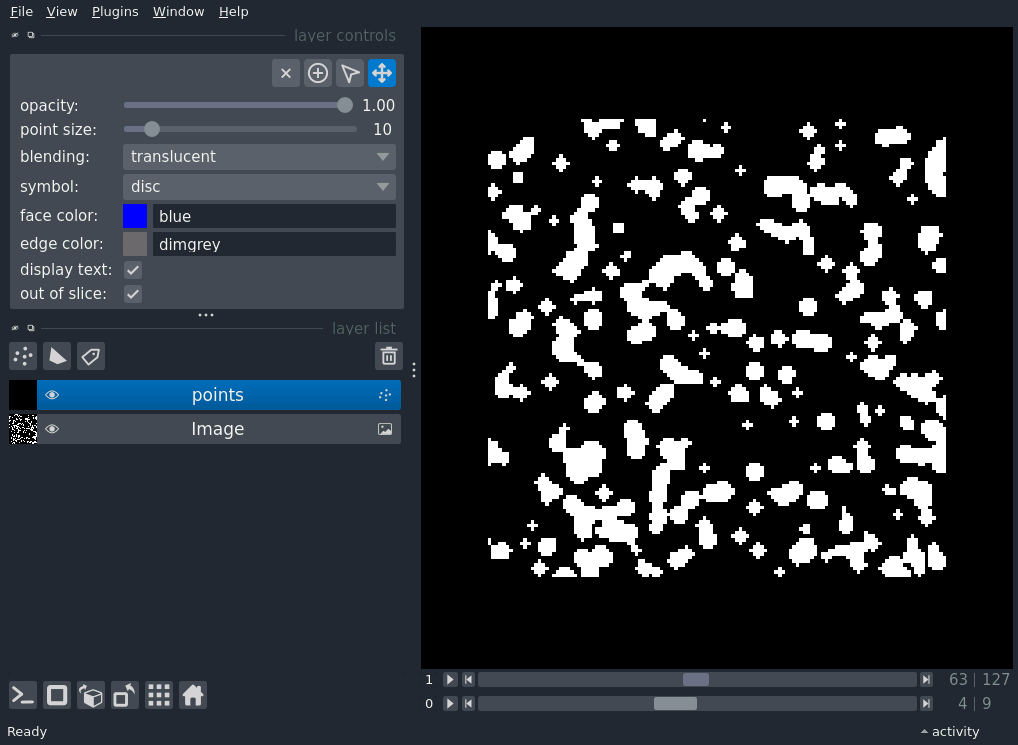 File View Plugins Window Help
layer controls
opacity: 1.00
point size: 10
blending: translucent
symbol: disc
face color: blue
edge color: dimgrey
display text:
out of slice:
layer list
points
Image
1 63 | 127
0 4 | 9
Ready activity